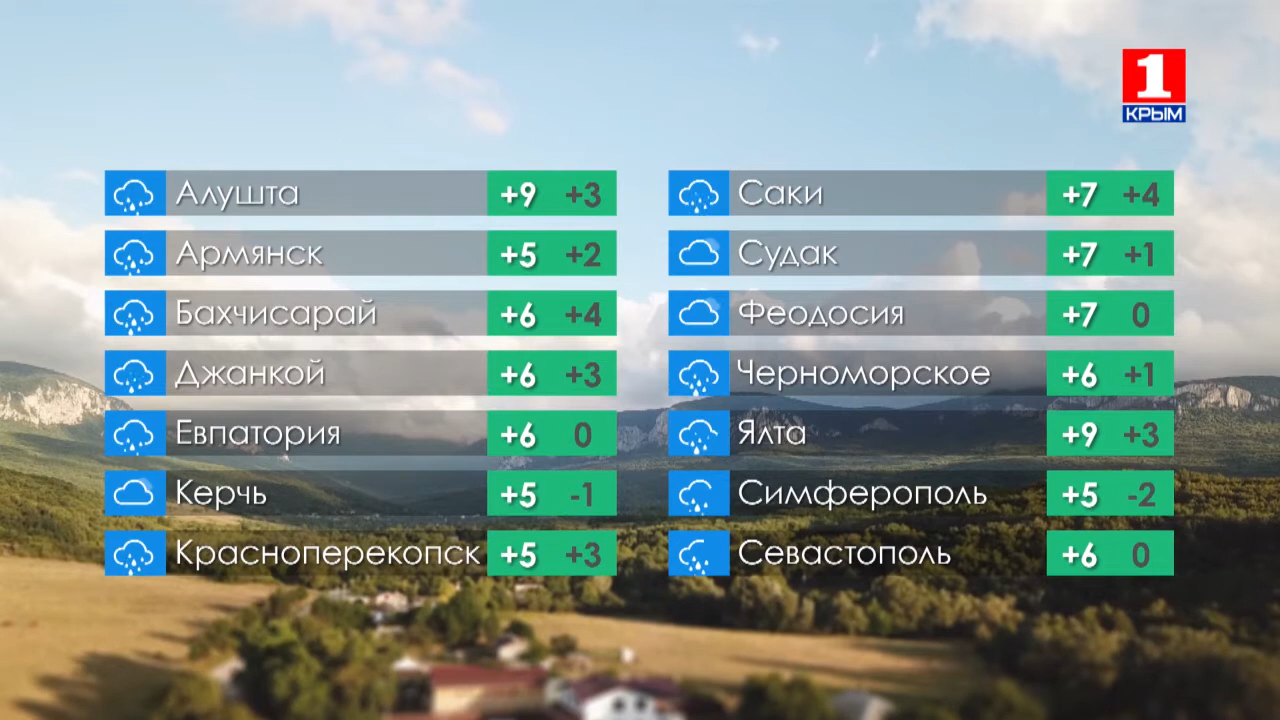 1
КРЫМ
Алушта +9 +3
Армянск +5 +2
Бахчисарай +6 +4
Джанкой +6 +3
Евпатория +6 0
Керчь +5 -1
Красноперекопск +5 +3
Саки +7 +4
Судак +7 +1
Феодосия +7 0
Черноморское +6 +1
Ялта +9 +3
Симферополь +5 -2
Севастополь +6 0